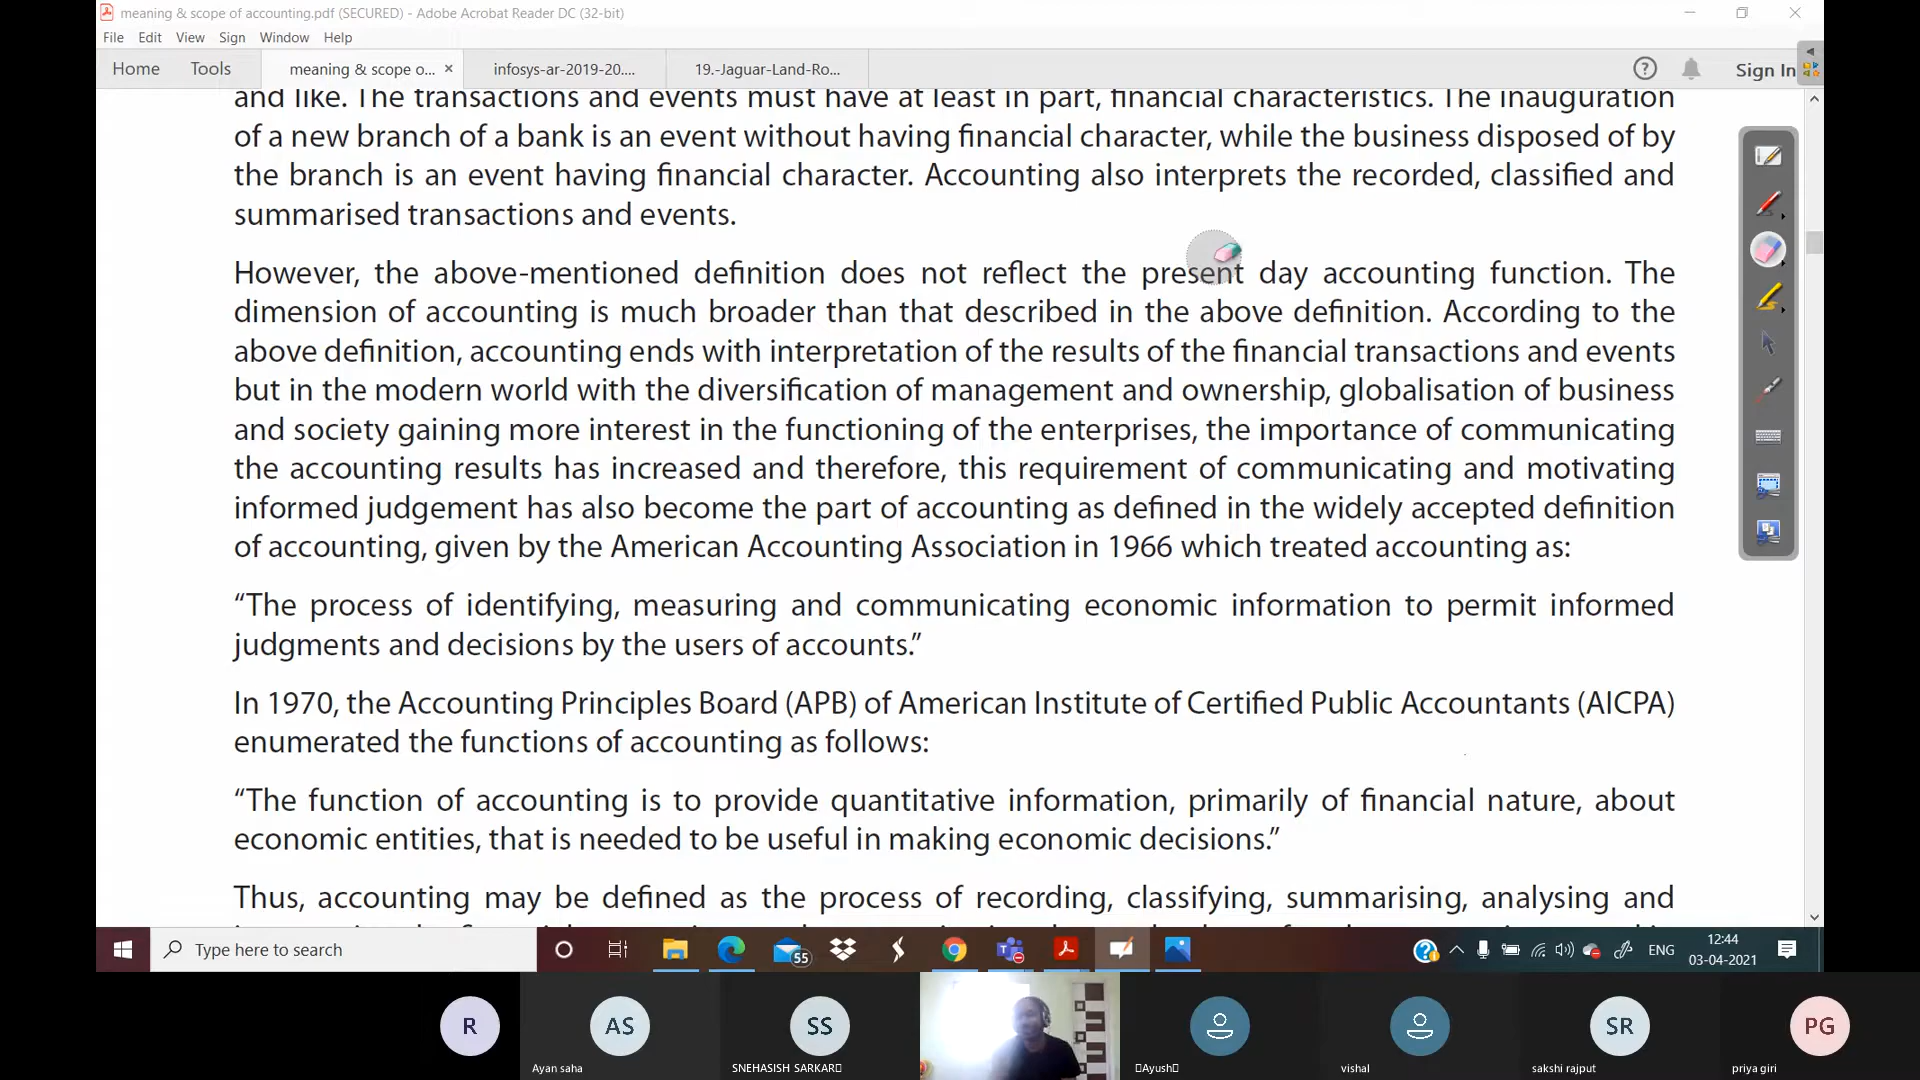 meaning & scope of accounting.pdf (SECURED) - Adobe Acrobat Reader DC (32-bit)
File Edit View Sign Window Help
Home Tools meaning & scope o... × infosys-ar-2019-20.... 19.-Jaguar-Land-Ro... Sign In
and like. The transactions and events must have at least in part, financial characteristics. The inauguration
of a new branch of a bank is an event without having financial character, while the business disposed of by
the branch is an event having financial character. Accounting also interprets the recorded, classified and
summarised transactions and events.
However, the above-mentioned definition does not reflect the present day accounting function. The
dimension of accounting is much broader than that described in the above definition. According to the
above definition, accounting ends with interpretation of the results of the financial transactions and events
but in the modern world with the diversification of management and ownership, globalisation of business
and society gaining more interest in the functioning of the enterprises, the importance of communicating
the accounting results has increased and therefore, this requirement of communicating and motivating
informed judgement has also become the part of accounting as defined in the widely accepted definition
of accounting, given by the American Accounting Association in 1966 which treated accounting as:
“The process of identifying, measuring and communicating economic information to permit informed
judgments and decisions by the users of accounts.”
In 1970, the Accounting Principles Board (APB) of American Institute of Certified Public Accountants (AICPA)
enumerated the functions of accounting as follows:
“The function of accounting is to provide quantitative information, primarily of financial nature, about
economic entities, that is needed to be useful in making economic decisions.”
Thus, accounting may be defined as the process of recording, classifying, summarising, analysing and
Type here to search 55 ENG 12:44
03-04-2021
R AS SS SR PG
Ayan saha SNEHASISH SARKAR Ayush vishal sakshi rajput priya giri